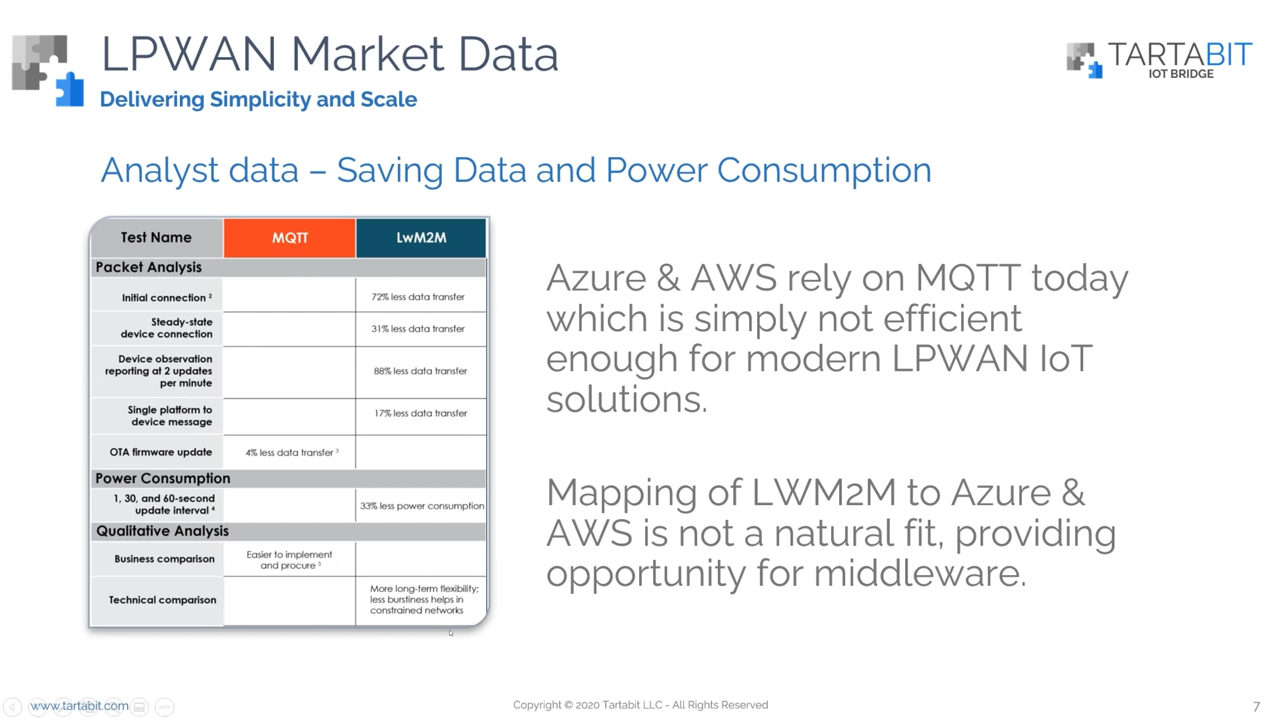 LPWAN Market Data
Delivering Simplicity and Scale
TARTABIT
IOT BRIDGE
Analyst data – Saving Data and Power Consumption
Test Name MQTT LwM2M
Packet Analysis
Initial connection 2 72% less data transfer
Steady-state
device connection
31% less data transfer
Device observation
reporting at 2 updates
per minute
88% less data transfer
Single platform to
device message
17% less data transfer
OTA firmware update 4% less data transfer 3
Power Consumption
1, 30, and 60-second
update interval 4
33% less power consumption
Qualitative Analysis
Business comparison
Easier to implement
and procure 5
Technical comparison
More long-term flexibility;
less burstiness helps in
constrained networks
Azure & AWS rely on MQTT today
which is simply not efficient
enough for modern LPWAN IoT
solutions.
Mapping of LWM2M to Azure &
AWS is not a natural fit, providing
opportunity for middleware.
www.tartabit.com
Copyright © 2020 Tartabit LLC - All Rights Reserved
7